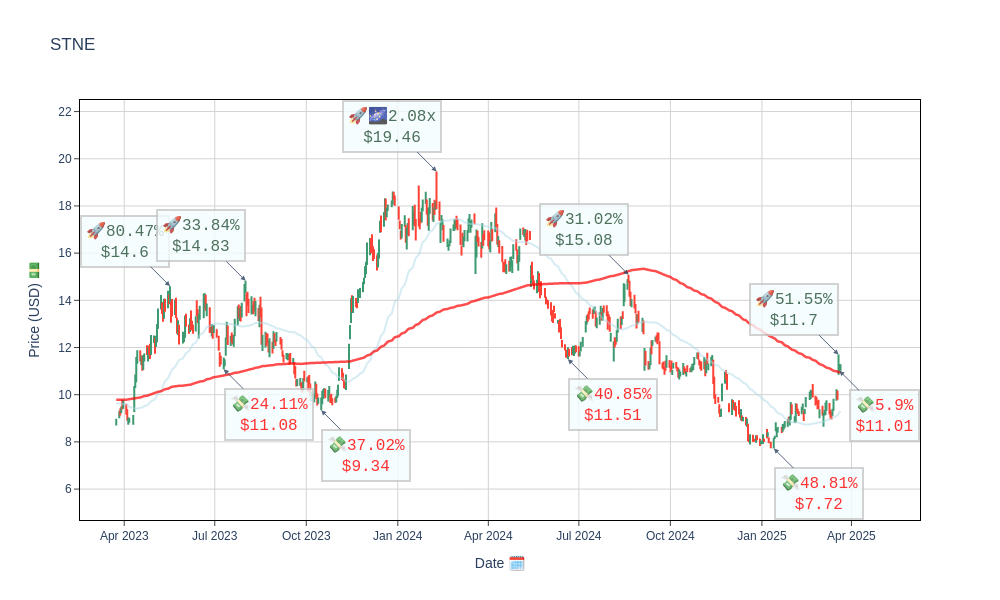 STNE
🚀🌌2.08x
$19.46
🚀80.47%
$14.6
🚀33.84%
$14.83
🚀31.02%
$15.08
🚀51.55%
$11.7
💸24.11%
$11.08
💸37.02%
$9.34
💸40.85%
$11.51
💸5.9%
$11.01
💸48.81%
$7.72
22
20
18
16
14
12
10
8
6
Price (USD) 💵
Apr 2023
Jul 2023
Oct 2023
Jan 2024
Apr 2024
Jul 2024
Oct 2024
Jan 2025
Apr 2025
Date 🗓️